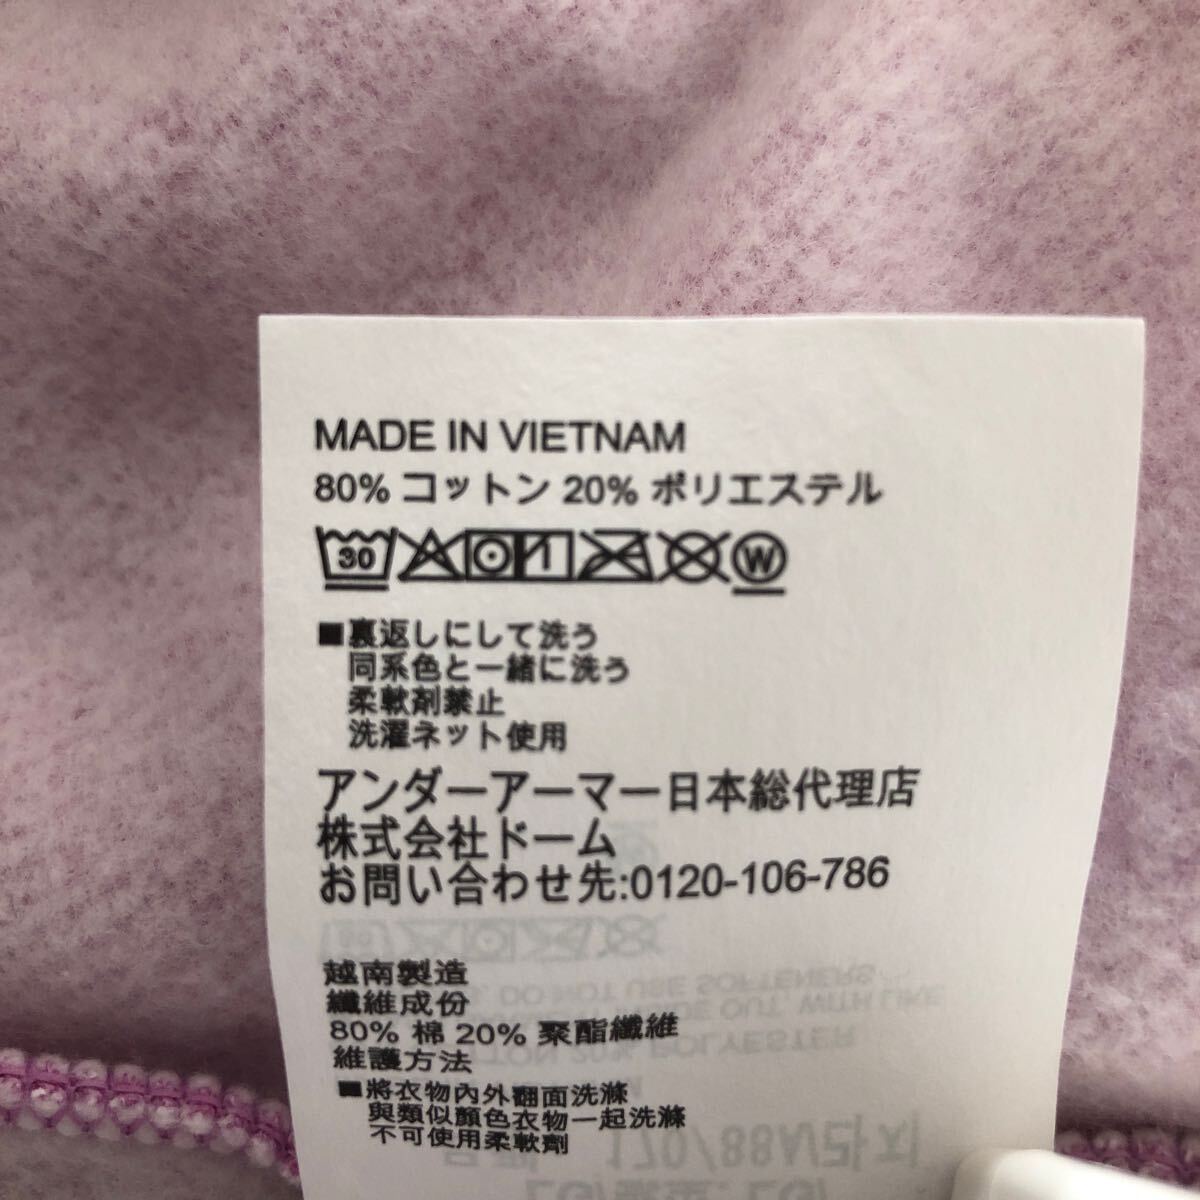 MADE IN VIETNAM
80% コットン 20% ポリエステル
30 W
■裏返しにして洗う
同系色と一緒に洗う
柔軟剤禁止
洗濯ネット使用
アンダーアーマー日本総代理店
株式会社ドーム
お問い合わせ先:0120-106-786
越南製造
纖維成份
80% 棉 20% 聚酯纖維
維護方法
■將衣物內外翻面洗滌
與類似顏色衣物一起洗滌
不可使用柔軟劑